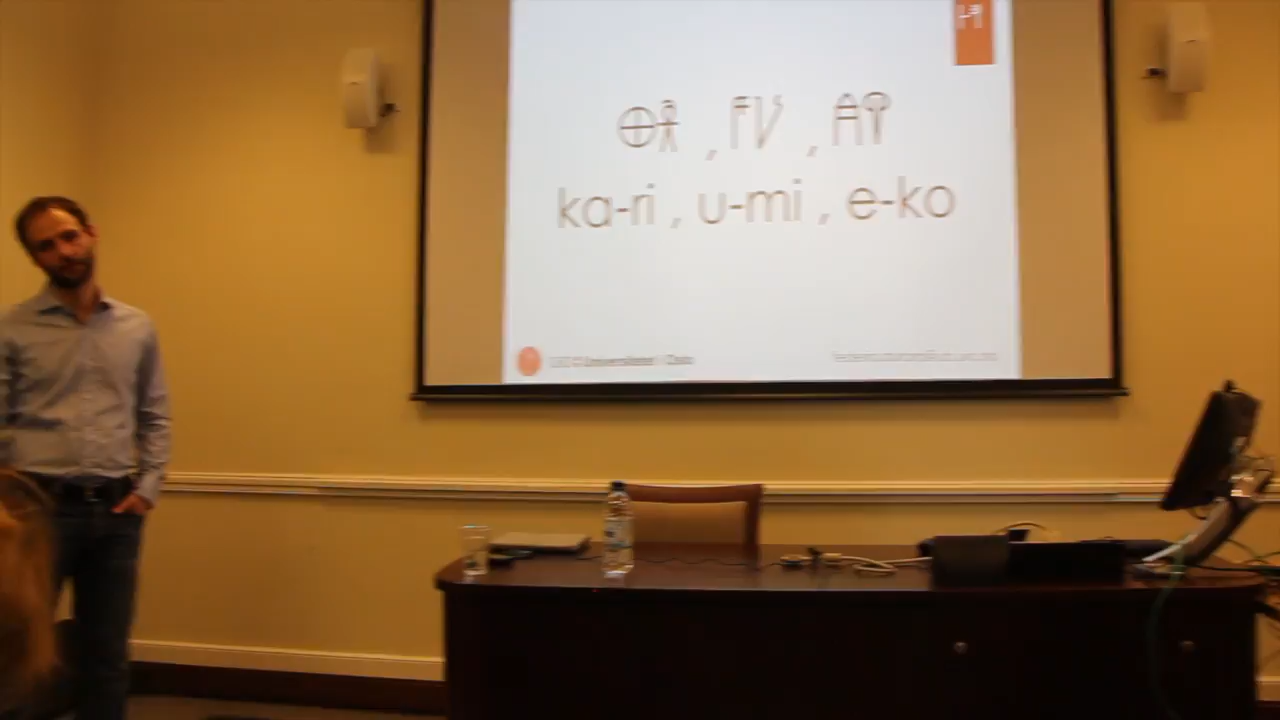 𐀏𐀪 , 𐀄𐀖 , 𐀁𐀒
ka-ri , u-mi , e-ko